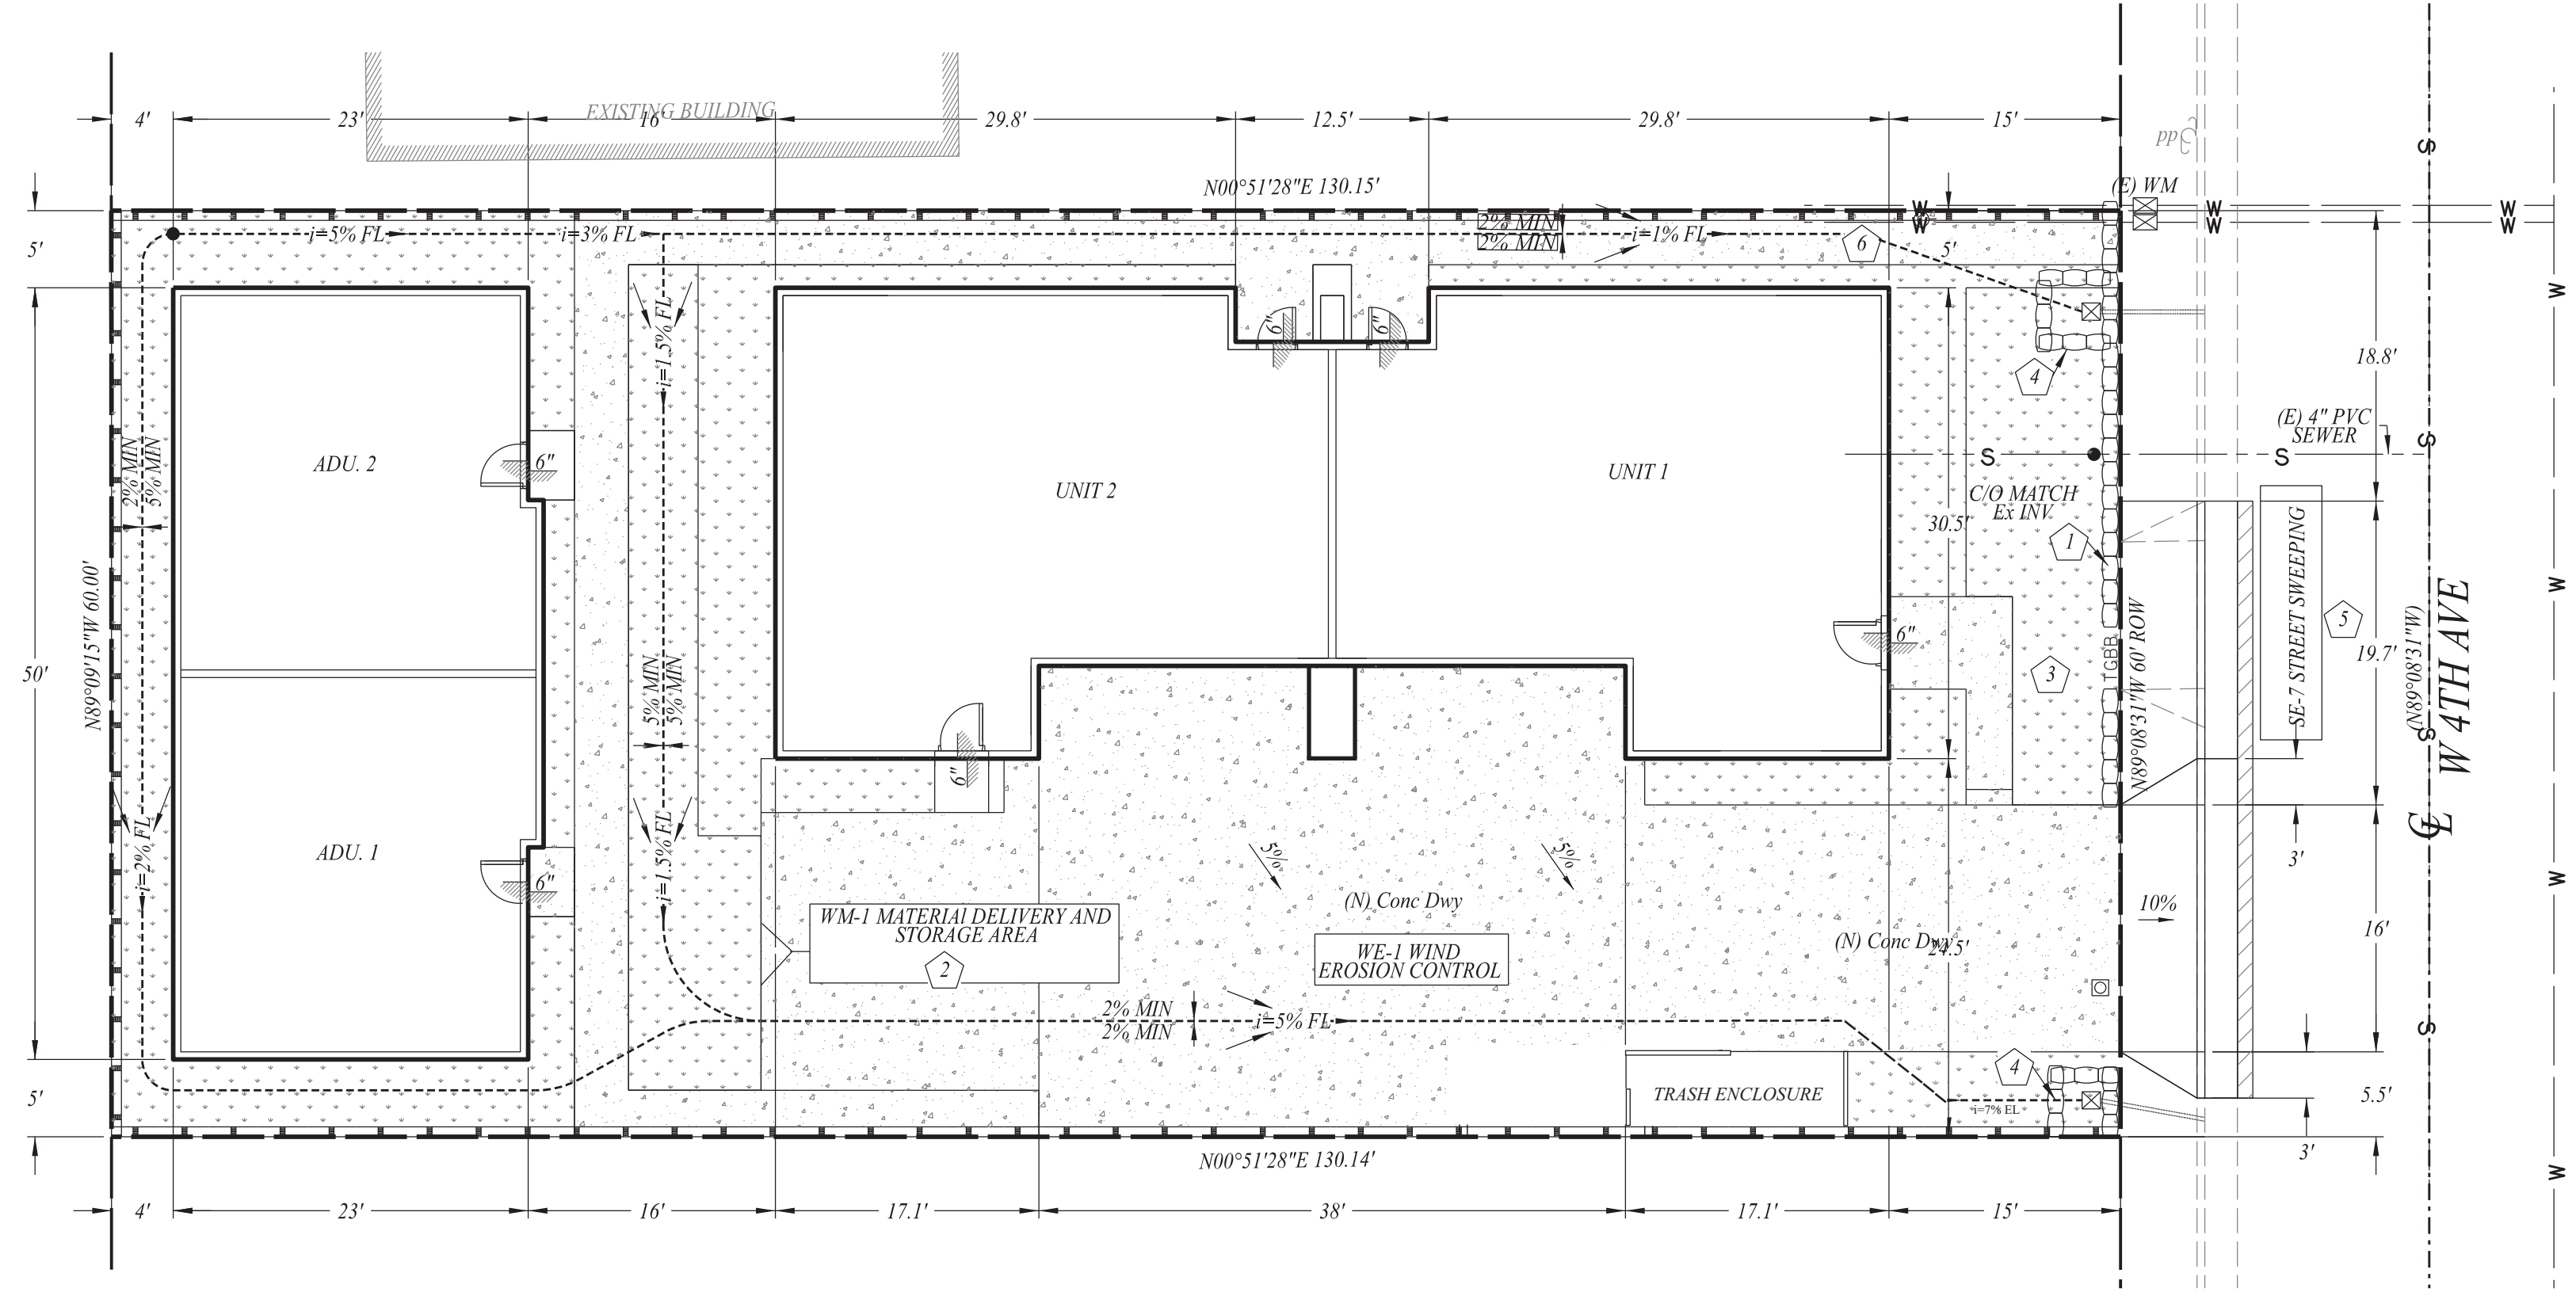 EXISTING BUILDING
4'
23'
16'
29.8'
12.5'
29.8'
15'
pp
N00°51'28"E 130.15'
(E) WM
W
W
W
W
W
W
S
5'
i=5% FL
i=3% FL
2% MIN
2% MIN
i=1% FL
6
5'
W
i=1.5% FL
6"
6"
18.8'
4
ADU. 2
6"
2% MIN
5% MIN
UNIT 2
UNIT 1
(E) 4" PVC
SEWER
S
S
S
C/O MATCH
Ex INV
30.5'
1
SE-7 STREET SWEEPING
5
W
N89°09'15"W 60.00'
50'
5% MIN
5% MIN
6"
TGBB
N89°08'31"W 60' ROW
3
19.7'
(N89°08'31"W)
W 4TH AVE
S
6"
CL
i=2% FL
ADU. 1
6"
i=1.5% FL
5%
5%
3'
W
WM-1 MATERIAl DELIVERY AND
STORAGE AREA
2
(N) Conc Dwy
WE-1 WIND
EROSION CONTROL
(N) Conc Dwy
24.5'
10%
16'
2% MIN
2% MIN
i=5% FL
S
5'
TRASH ENCLOSURE
4
i=7% EL
5.5'
3'
N00°51'28"E 130.14'
W
4'
23'
16'
17.1'
38'
17.1'
15'